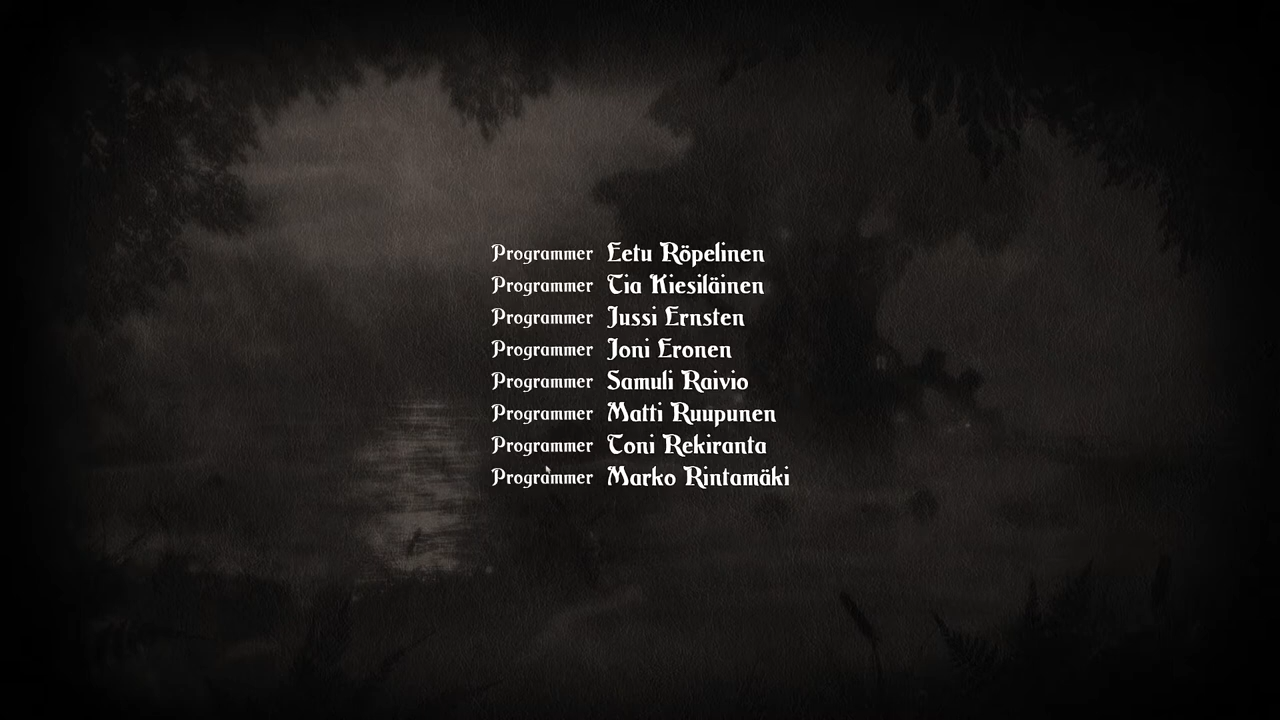 Programmer Eetu Röpelinen
Programmer Tia Kiesiläinen
Programmer Jussi Ernsten
Programmer Joni Eronen
Programmer Samuli Raivio
Programmer Matti Ruupunen
Programmer Toni Rekiranta
Programmer Marko Rintamäki